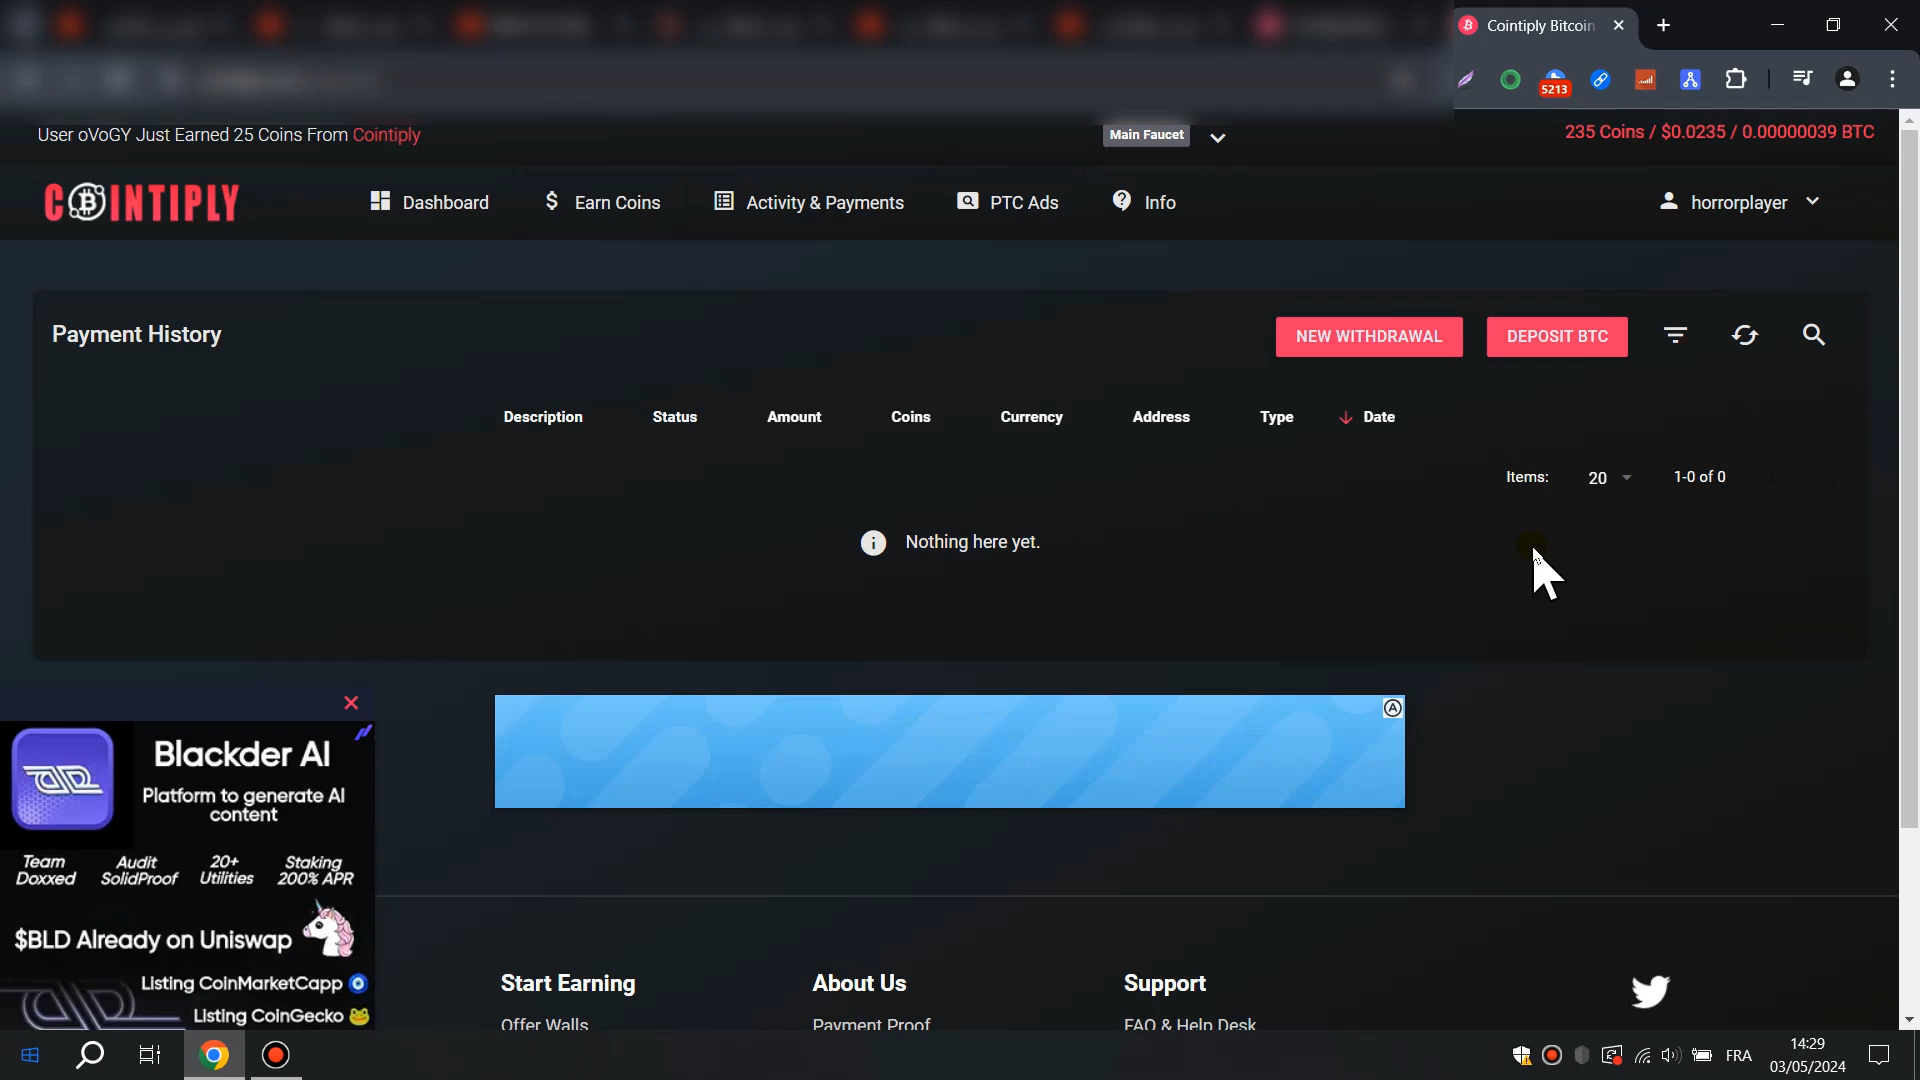 Cointiply Bitcoin
5213
User oVoGY Just Earned 25 Coins From Cointiply
Main Faucet
235 Coins / $0.0235 / 0.00000039 BTC
COINTIPLY
Dashboard
Earn Coins
Activity & Payments
PTC Ads
Info
horrorplayer
Payment History
NEW WITHDRAWAL
DEPOSIT BTC
Description Status Amount Coins Currency Address Type Date
Items: 20 1-0 of 0
Nothing here yet.
Blackder AI
Platform to generate AI
content
Team Doxxed
Audit SolidProof
20+ Utilities
Staking 200% APR
$BLD Already on Uniswap
Listing CoinMarketCapp
Listing CoinGecko
Start Earning
About Us
Support
Offer Walls
Payment Proof
FAQ & Help Desk
FRA
14:29
03/05/2024